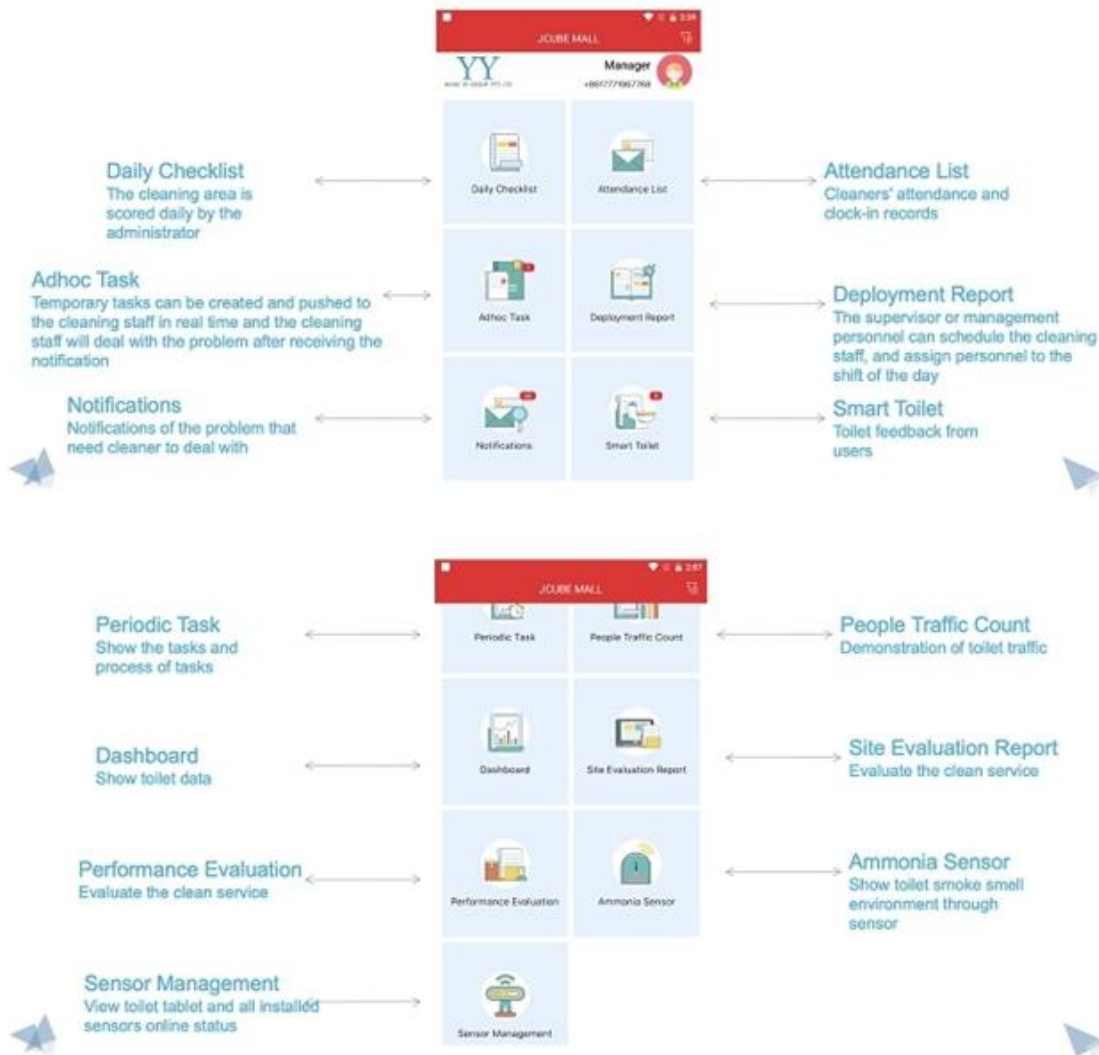 3:39
JCUBE MALL
YY
Manager
Daily Checklist
Attendance List
Adhoc Task
Deployment Report
Notifications
Smart Toilet
Daily Checklist
The cleaning area is
scored daily by the
administrator
Adhoc Task
Temporary tasks can be created and pushed to
the cleaning staff in real time and the cleaning
staff will deal with the problem after receiving the
notification
Notifications
Notifications of the problem that
need cleaner to deal with
Attendance List
Cleaners' attendance and
clock-in records
Deployment Report
The supervisor or management
personnel can schedule the cleaning
staff, and assign personnel to the
shift of the day
Smart Toilet
Toilet feedback from
users
JCUBE MALL
Periodic Task
People Traffic Count
Dashboard
Site Evaluation Report
Performance Evaluation
Ammonia Sensor
Sensor Management
Periodic Task
Show the tasks and
process of tasks
Dashboard
Show toilet data
Performance Evaluation
Evaluate the clean service
Sensor Management
View toilet tablet and all installed
sensors online status
People Traffic Count
Demonstration of toilet traffic
Site Evaluation Report
Evaluate the clean service
Ammonia Sensor
Show toilet smoke smell
environment through
sensor